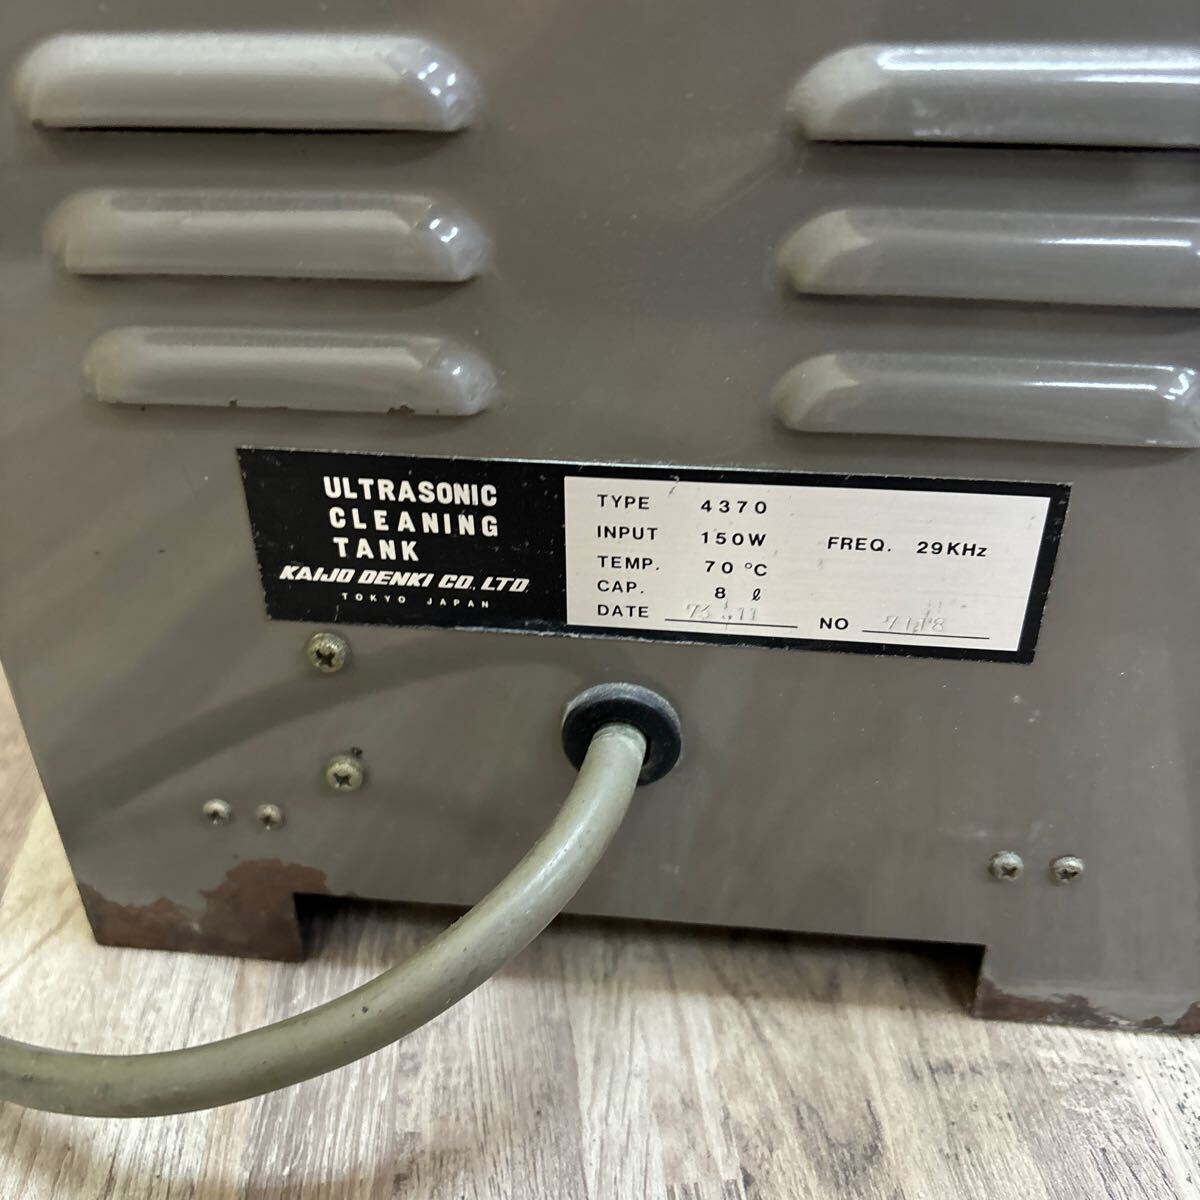 ULTRASONIC
CLEANING
TANK
KAIJO DENKI CO., LTD.
TOKYO JAPAN
TYPE 4370
INPUT 150W FREQ. 29KHz
TEMP. 70 °C
CAP. 8 ℓ
DATE
NO